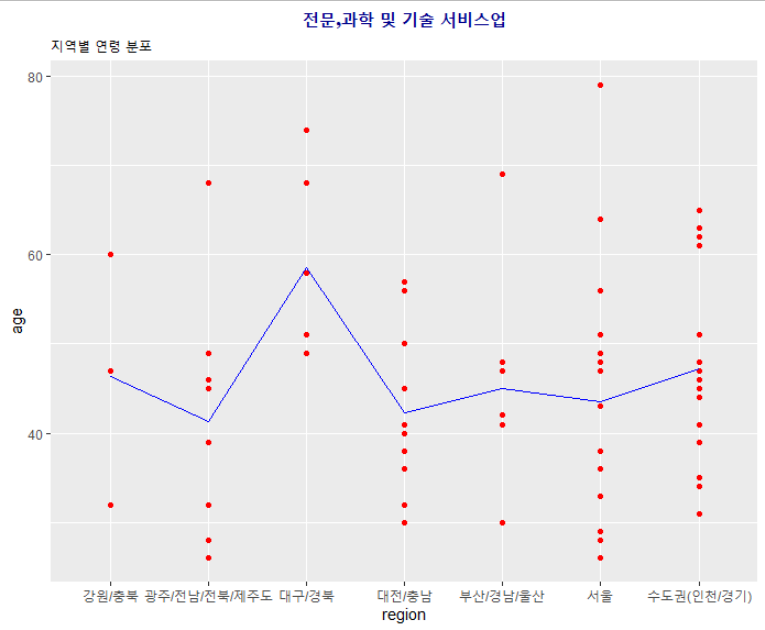 전문,과학 및 기술 서비스업
지역별 연령 분포
80
60
40
age
강원/충북 광주/전남/전북/제주도 대구/경북 대전/충남 부산/경남/울산 서울 수도권(인천/경기)
region